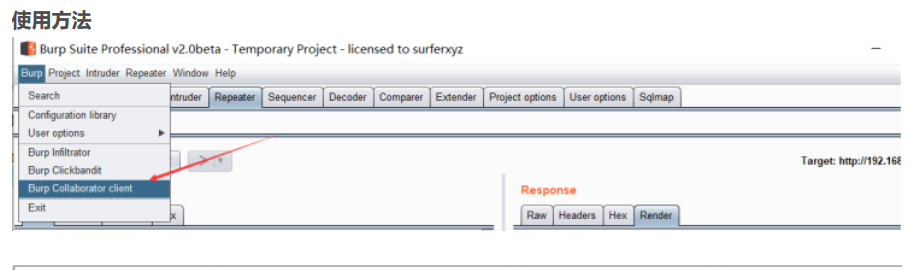 使用方法
Burp Suite Professional v2.0beta - Temporary Project - licensed to surferxyz
Burp Project Intruder Repeater Window Help
Search
ntruder Repeater Sequencer Decoder Comparer Extender Project options User options Sqlmap
Configuration library
User options
Burp Infiltrator
Burp Clickbandit
Target: http://192.168
Burp Collaborator client
Response
Exit
x
Raw Headers Hex Render